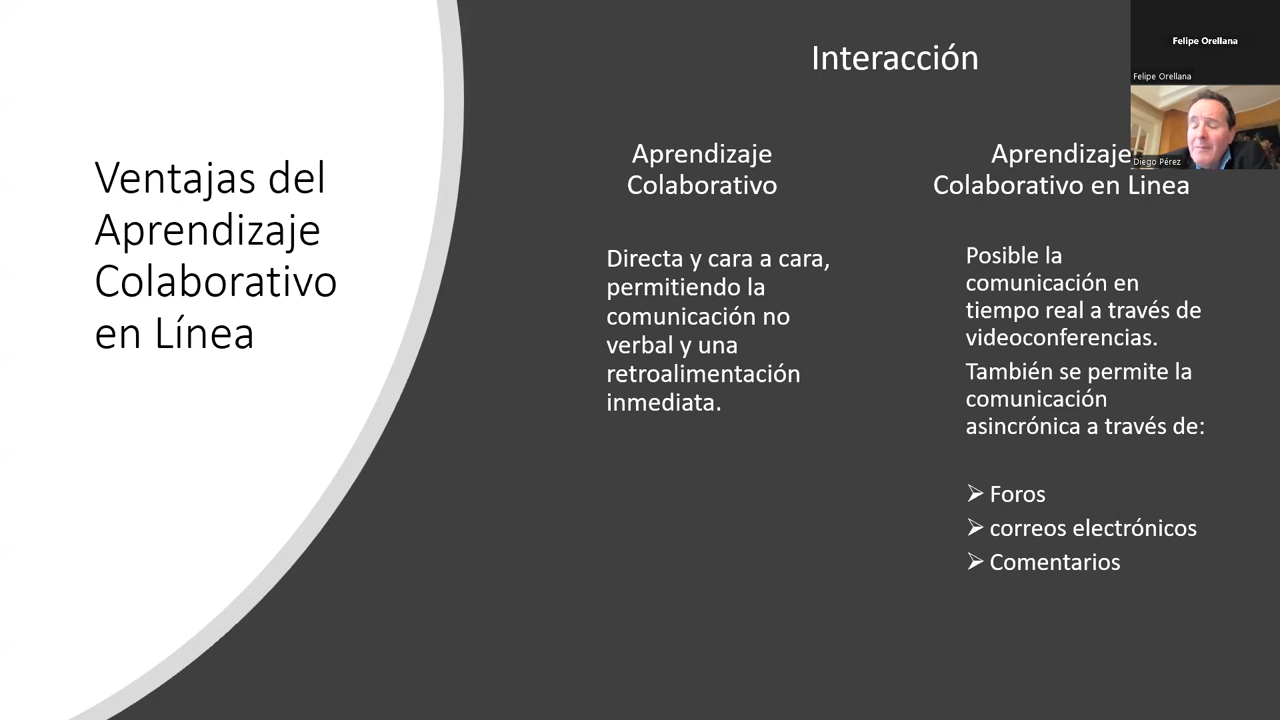 Ventajas del
Aprendizaje
Colaborativo
en Línea
Interacción
Aprendizaje
Colaborativo
Directa y cara a cara,
permitiendo la
comunicación no
verbal y una
retroalimentación
inmediata.
Aprendizaje
Colaborativo en Linea
Posible la
comunicación en
tiempo real a través de
videoconferencias.
También se permite la
comunicación
asincrónica a través de:
⮚ Foros
⮚ correos electrónicos
⮚ Comentarios
Felipe Orellana
Felipe Orellana
Diego Pérez